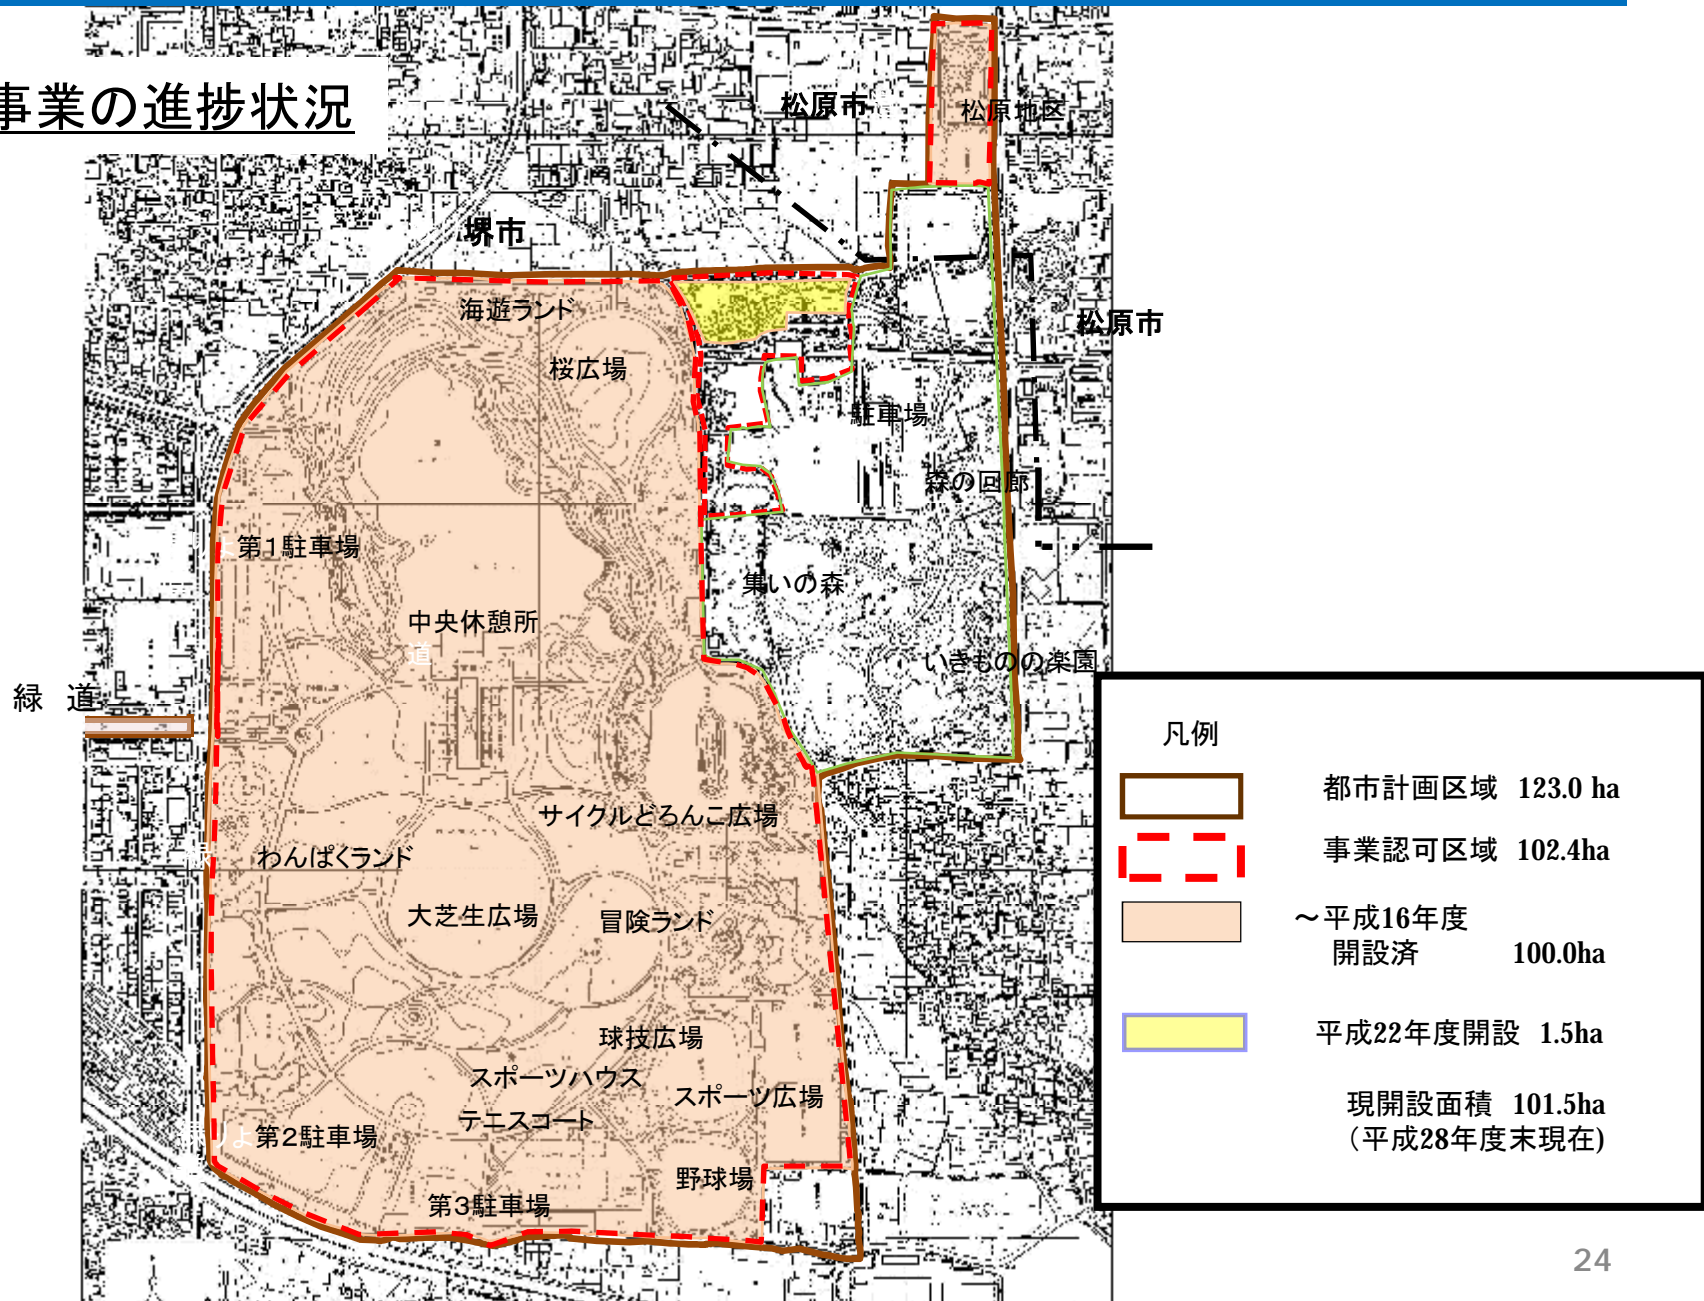 事業の進捗状況
松原市
松原地区
堺市
海遊ランド
松原市
桜広場
駐車場
森の回廊
第1駐車場
集いの森
中央休憩所
道
いきものの楽園
緑 道
サイクルどろんこ広場
わんぱくランド
大芝生広場
冒険ランド
球技広場
スポーツハウス
スポーツ広場
テニスコート
第2駐車場
野球場
第3駐車場
凡例
都市計画区域 123.0 ha
事業認可区域 102.4ha
～平成16年度
開設済 100.0ha
平成22年度開設 1.5ha
現開設面積 101.5ha
（平成28年度末現在)
24